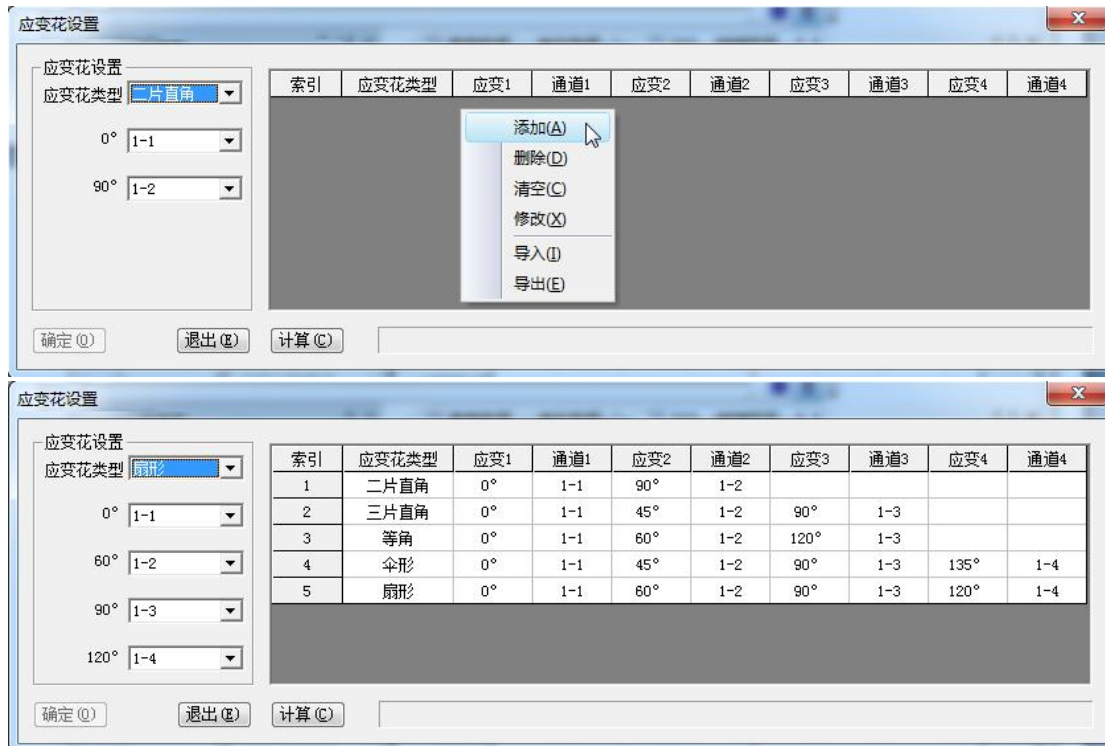 应变花设置
应变花设置
应变花类型 二片直角
0° 1-1
90° 1-2
索引 应变花类型 应变1 通道1 应变2 通道2 应变3 通道3 应变4 通道4
添加(A)
删除(D)
清空(C)
修改(X)
导入(I)
导出(E)
确定(O) 退出(E) 计算(C)
应变花设置
应变花设置
应变花类型 扇形
0° 1-1
60° 1-2
90° 1-3
120° 1-4
索引 应变花类型 应变1 通道1 应变2 通道2 应变3 通道3 应变4 通道4
1 二片直角 0° 1-1 90° 1-2
2 三片直角 0° 1-1 45° 1-2 90° 1-3
3 等角 0° 1-1 60° 1-2 120° 1-3
4 伞形 0° 1-1 45° 1-2 90° 1-3 135° 1-4
5 扇形 0° 1-1 60° 1-2 90° 1-3 120° 1-4
确定(O) 退出(E) 计算(C)